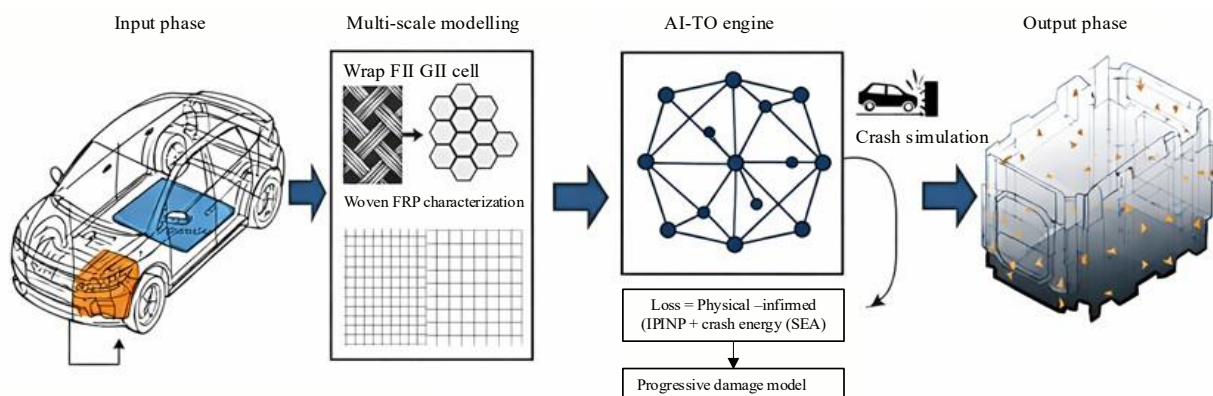 Input phase
Multi-scale modelling
AI-TO engine
Output phase
Wrap FII GII cell
Woven FRP characterization
Crash simulation
Loss = Physical –infirmed
(IPINP + crash energy (SEA)
Progressive damage model